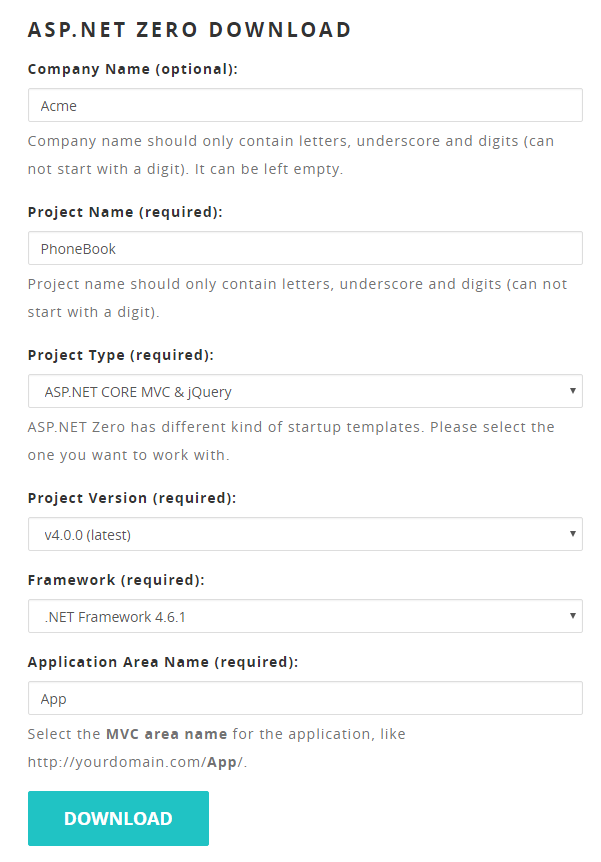 ASP.NET ZERO DOWNLOAD
Company Name (optional):
Acme
Company name should only contain letters, underscore and digits (can
not start with a digit). It can be left empty.
Project Name (required):
PhoneBook
Project name should only contain letters, underscore and digits (can not
start with a digit).
Project Type (required):
ASP.NET CORE MVC & jQuery
ASP.NET Zero has different kind of startup templates. Please select the
one you want to work with.
Project Version (required):
v4.0.0 (latest)
Framework (required):
.NET Framework 4.6.1
Application Area Name (required):
App
Select the MVC area name for the application, like
http://yourdomain.com/App/.
DOWNLOAD